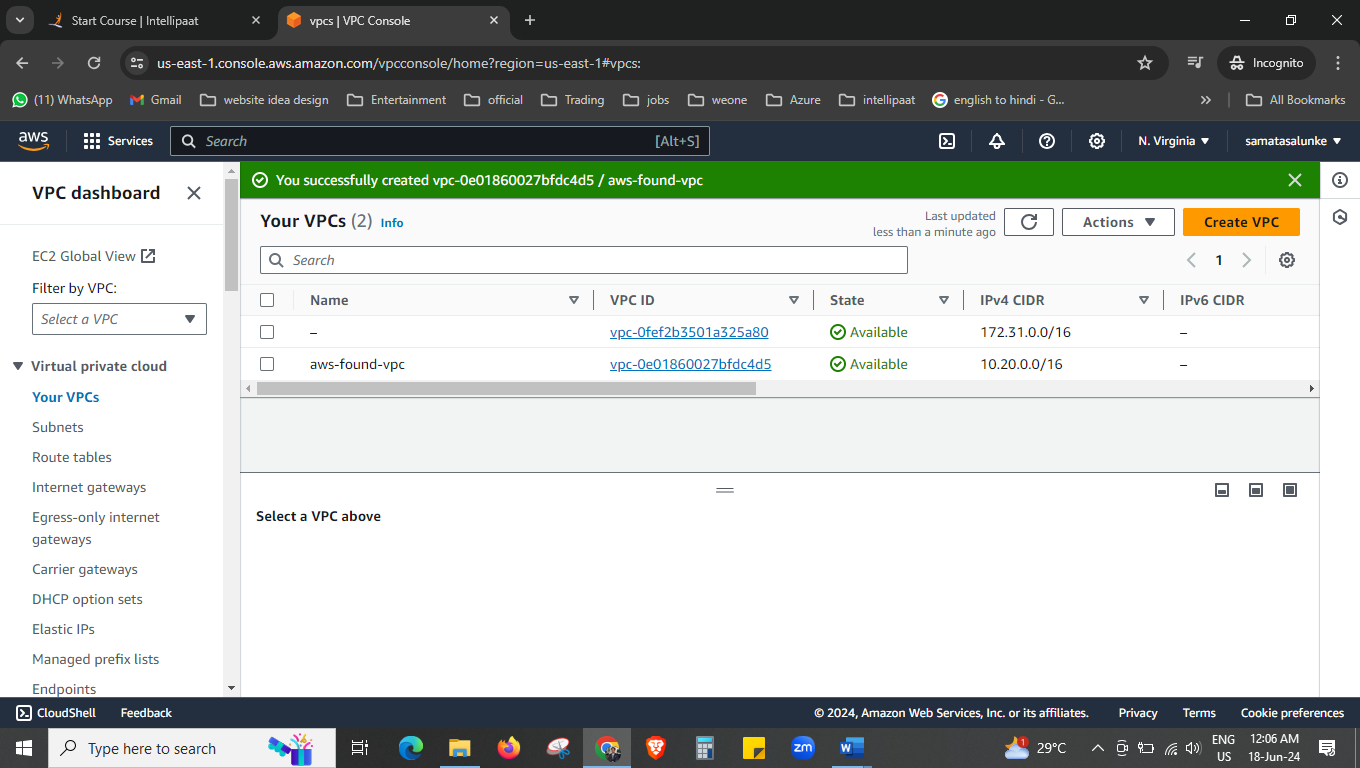 Start Course | Intellipaat
vpcs | VPC Console
us-east-1.console.aws.amazon.com/vpcconsole/home?region=us-east-1#vpcs:
Incognito
(11) WhatsApp
Gmail
website idea design
Entertainment
official
Trading
jobs
weone
Azure
intellipaat
english to hindi - G...
All Bookmarks
aws
Services
Search
[Alt+S]
N. Virginia
samatasalunke
VPC dashboard
EC2 Global View
Filter by VPC:
Select a VPC
Virtual private cloud
Your VPCs
Subnets
Route tables
Internet gateways
Egress-only internet
gateways
Carrier gateways
DHCP option sets
Elastic IPs
Managed prefix lists
Endpoints
You successfully created vpc-0e01860027bfdc4d5 / aws-found-vpc
Your VPCs (2) Info
Last updated
less than a minute ago
Actions
Create VPC
Search
1
Name VPC ID State IPv4 CIDR IPv6 CIDR
– vpc-0fef2b3501a325a80 Available 172.31.0.0/16 –
aws-found-vpc vpc-0e01860027bfdc4d5 Available 10.20.0.0/16 –
Select a VPC above
CloudShell
Feedback
© 2024, Amazon Web Services, Inc. or its affiliates.
Privacy
Terms
Cookie preferences
Type here to search
zm
W
29°C
ENG
US
12:06 AM
18-Jun-24